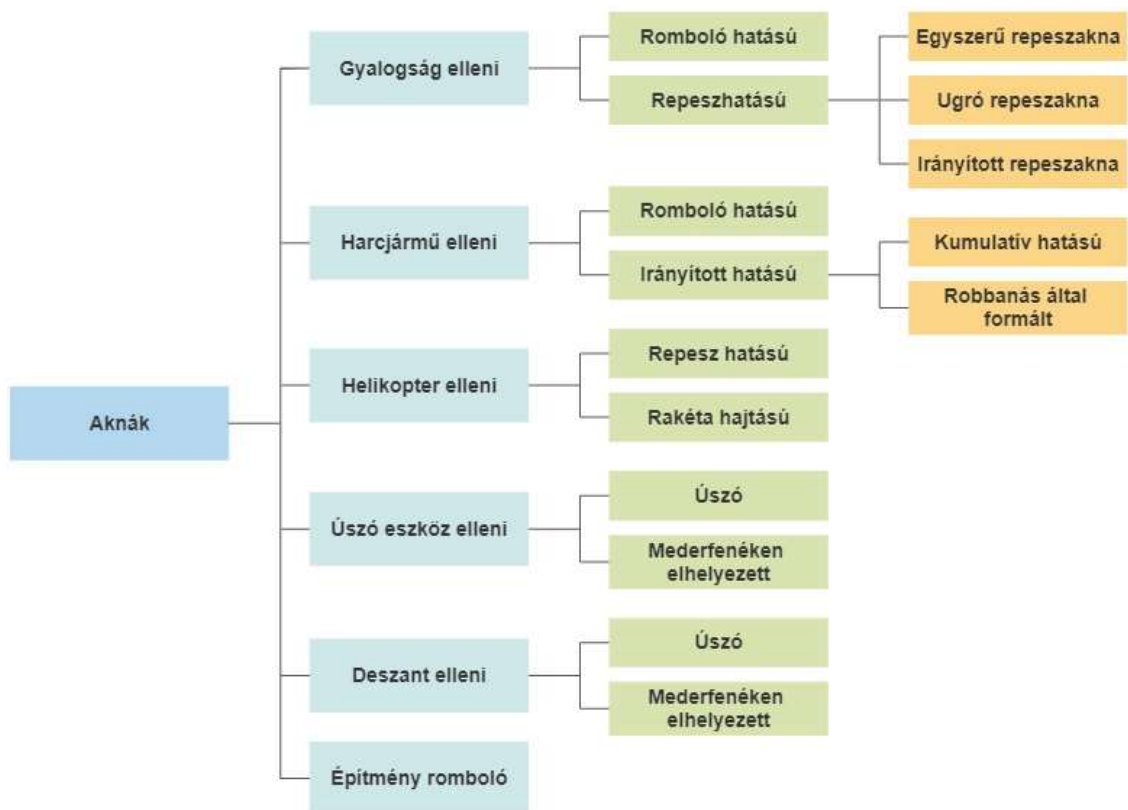 Aknák
Gyalogság elleni
Romboló hatású
Repeszhatású
Egyszerű repeszakna
Ugró repeszakna
Irányított repeszakna
Harcjármű elleni
Romboló hatású
Irányított hatású
Kumulatív hatású
Robbanás által
formált
Helikopter elleni
Repesz hatású
Rakéta hajtású
Úszó eszköz elleni
Úszó
Mederfenéken
elhelyezett
Deszant elleni
Úszó
Mederfenéken
elhelyezett
Építmény romboló